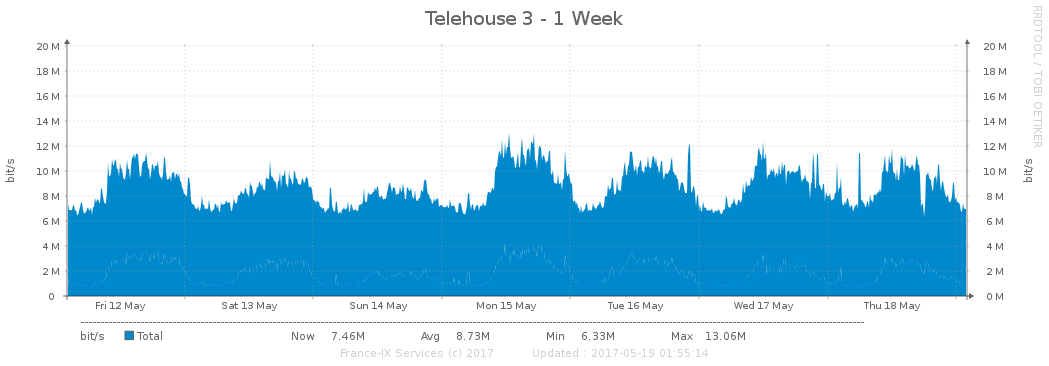 Telehouse 3 - 1 Week
RRDTOOL / TOBI OETIKER
bit/s
20 M 20 M
18 M 18 M
16 M 16 M
14 M 14 M
12 M 12 M
10 M 10 M
8 M 8 M
6 M 6 M
4 M 4 M
2 M 2 M
0 0 M
bit/s
Fri 12 May Sat 13 May Sun 14 May Mon 15 May Tue 16 May Wed 17 May Thu 18 May
bit/s Total Now 7.46M Avg 8.73M Min 6.33M Max 13.06M
France-IX Services (c) 2017 Updated : 2017-05-19 01:55:14